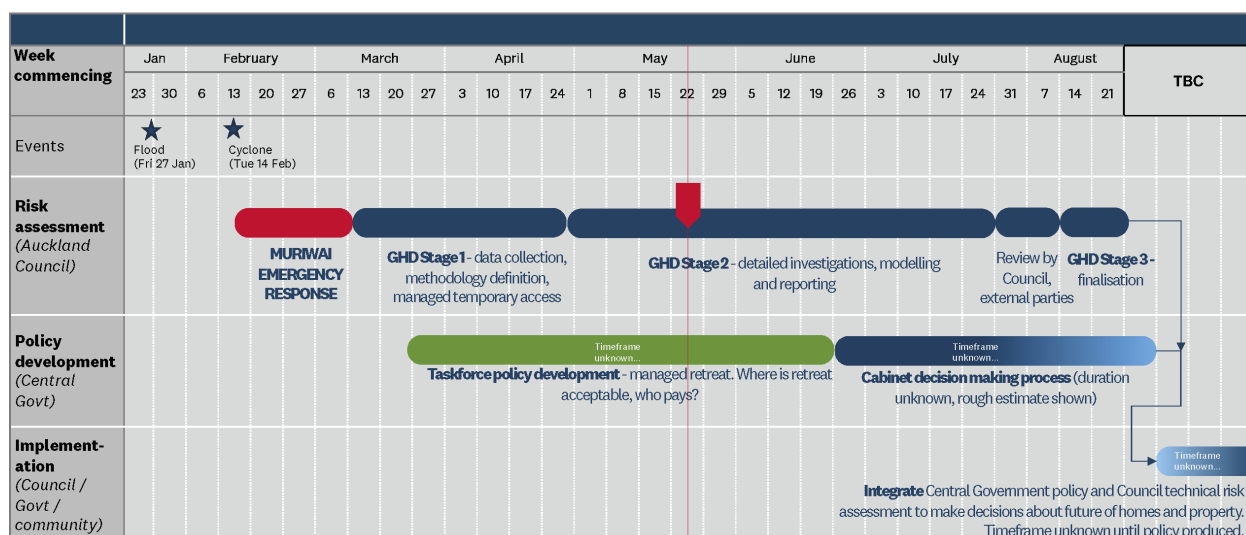 Week
commencing
Jan February March April May June July August
TBC
23 30 6 13 20 27 6 13 20 27 3 10 17 24 1 8 15 22 29 5 12 19 26 3 10 17 24 31 7 14 21
Events
Flood
(Fri 27 Jan)
Cyclone
(Tue 14 Feb)
Risk
assessment
(Auckland
Council)
MURIWAI
EMERGENCY
RESPONSE
GHD Stage 1 - data collection,
methodology definition,
managed temporary access
GHD Stage 2 - detailed investigations, modelling
and reporting
Review by
Council,
external parties
GHD Stage 3 -
finalisation
Policy
development
(Central
Govt)
Timeframe
unknown...
Taskforce policy development - managed retreat. Where is retreat
acceptable, who pays?
Timeframe
unknown...
Cabinet decision making process (duration
unknown, rough estimate shown)
Implement-
ation
(Council /
Govt /
community)
Timeframe
unknown...
Integrate Central Government policy and Council technical risk
assessment to make decisions about future of homes and property.
Timeframe unknown until policy produced.